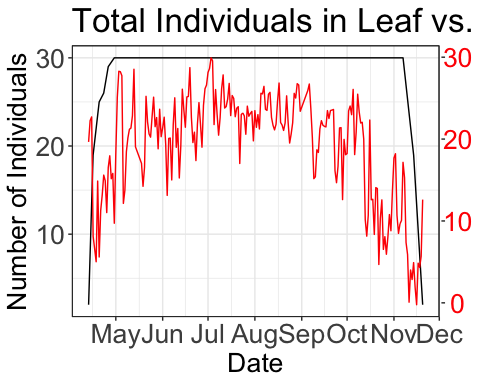 Total Individuals in Leaf vs.
Number of Individuals
30
20
10
30
20
10
0
May Jun Jul Aug Sep Oct Nov Dec
Date